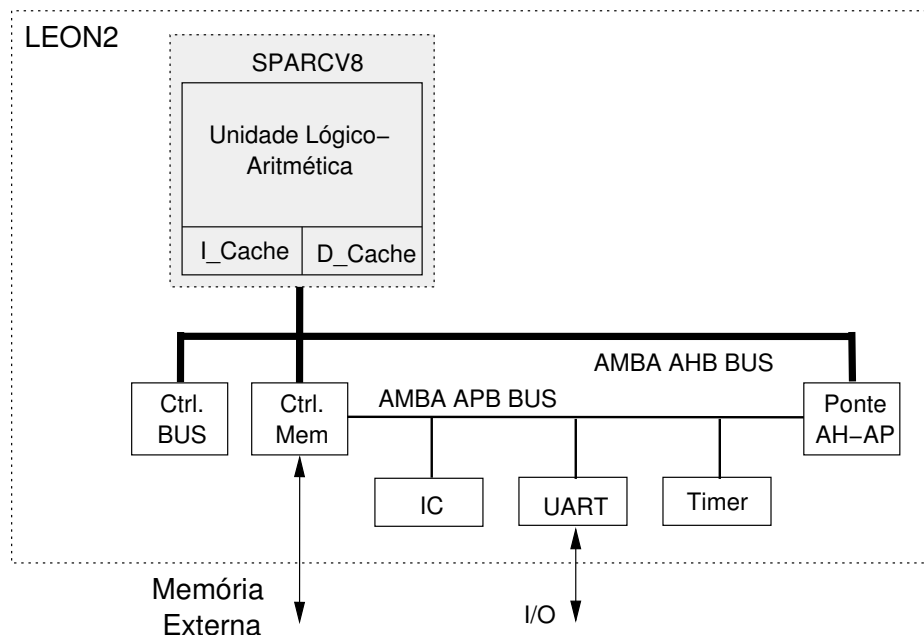 LEON2
SPARCV8
Unidade Lógico-
Aritmética
I_Cache
D_Cache
AMBA AHB BUS
Ctrl.
BUS
Ctrl.
Mem
AMBA APB BUS
Ponte
AH-AP
IC
UART
Timer
Memória
Externa
I/O